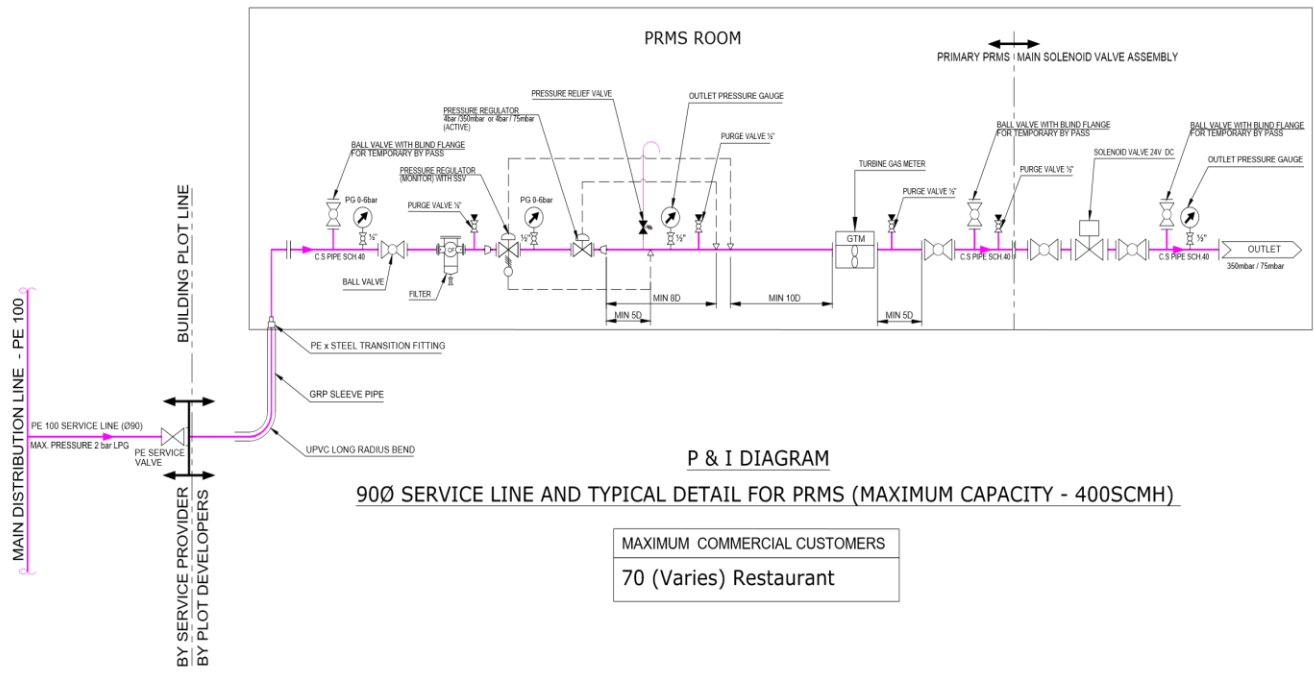 PRMS ROOM
PRIMARY PRMS
MAIN SOLENOID VALVE ASSEMBLY
PRESSURE RELIEF VALVE
OUTLET PRESSURE GAUGE
PRESSURE REGULATOR
4bar /350mbar or 4bar / 75mbar
(ACTIVE)
BALL VALVE WITH BLIND FLANGE
FOR TEMPORARY BY PASS
BALL VALVE WITH BLIND FLANGE
FOR TEMPORARY BY PASS
PURGE VALVE ½"
BALL VALVE WITH BLIND FLANGE
FOR TEMPORARY BY PASS
SOLENOID VALVE 24V DC
OUTLET PRESSURE GAUGE
PRESSURE REGULATOR
(MONITOR) WITH SSV
TURBINE GAS METER
PURGE VALVE ½"
PURGE VALVE ½"
PG 0-6bar
PURGE VALVE ½"
PG 0-6bar
½"
½"
½"
½"
GTM
C.S PIPE SCH.40
C.S PIPE SCH.40
C.S PIPE SCH.40
OUTLET
350mbar / 75mbar
BALL VALVE
FILTER
MIN 8D
MIN 10D
MIN 5D
MIN 5D
BUILDING PLOT LINE
MAIN DISTRIBUTION LINE - PE 100
PE x STEEL TRANSITION FITTING
GRP SLEEVE PIPE
PE 100 SERVICE LINE (Ø90)
MAX. PRESSURE 2 bar LPG
PE SERVICE
VALVE
UPVC LONG RADIUS BEND
BY SERVICE PROVIDER
BY PLOT DEVELOPERS
P & I DIAGRAM
90Ø SERVICE LINE AND TYPICAL DETAIL FOR PRMS (MAXIMUM CAPACITY - 400SCMH)
MAXIMUM COMMERCIAL CUSTOMERS
70 (Varies) Restaurant